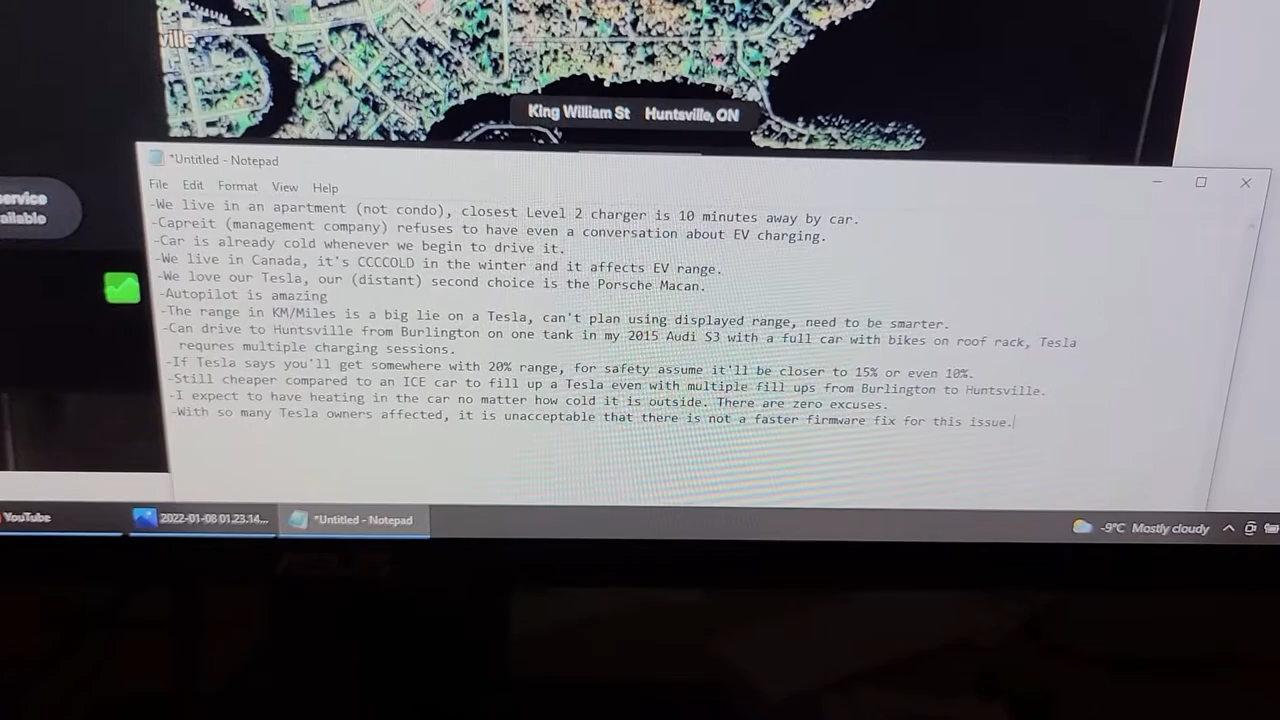 ville
King William St Huntsville, ON
*Untitled - Notepad
File Edit Format View Help
-We live in an apartment (not condo), closest Level 2 charger is 10 minutes away by car.
-Capreit (management company) refuses to have even a conversation about EV charging.
-Car is already cold whenever we begin to drive it.
-We live in Canada, it's CCCCOLD in the winter and it affects EV range.
-We love our Tesla, our (distant) second choice is the Porsche Macan.
-Autopilot is amazing
-The range in KM/Miles is a big lie on a Tesla, can't plan using displayed range, need to be smarter.
-Can drive to Huntsville from Burlington on one tank in my 2015 Audi S3 with a full car with bikes on roof rack, Tesla
requres multiple charging sessions.
-If Tesla says you'll get somewhere with 20% range, for safety assume it'll be closer to 15% or even 10%.
-Still cheaper compared to an ICE car to fill up a Tesla even with multiple fill ups from Burlington to Huntsville.
-I expect to have heating in the car no matter how cold it is outside. There are zero excuses.
-With so many Tesla owners affected, it is unacceptable that there is not a faster firmware fix for this issue.
ervice
ailable
YouTube
2022-01-08 01.23.14...
*Untitled - Notepad
-9°C Mostly cloudy
ASUS